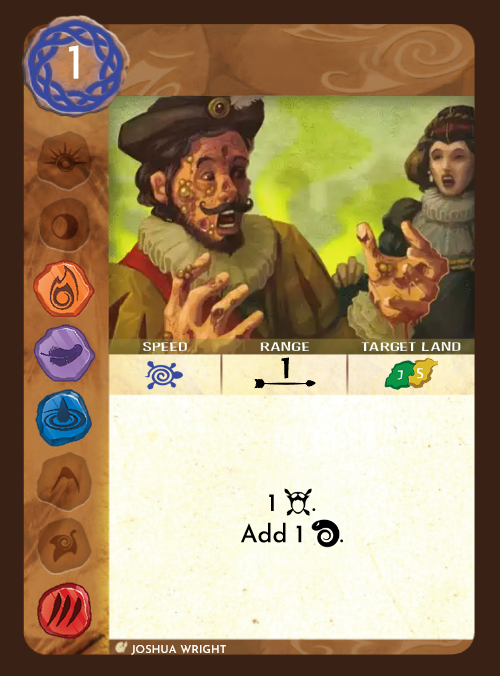 1
SPEED RANGE TARGET LAND
1 J S
1 .
Add 1 .
JOSHUA WRIGHT